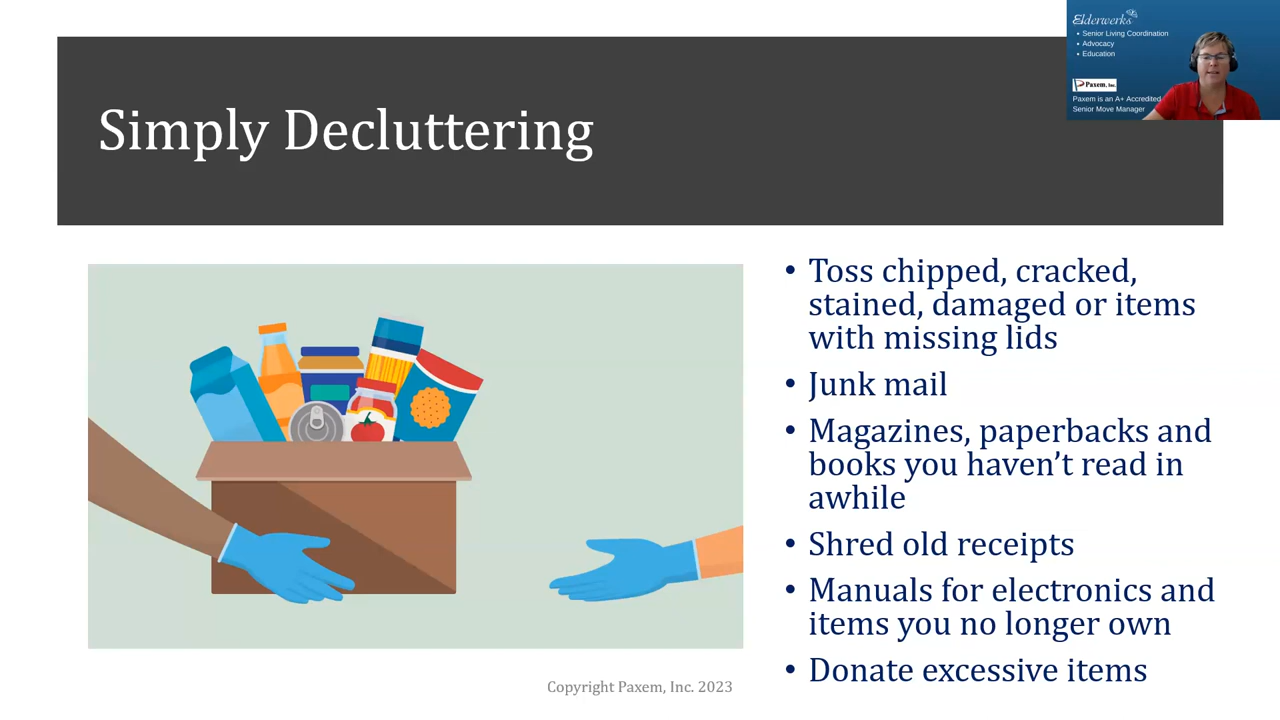 Elderwerks
• Senior Living Coordination
• Advocacy
• Education
Paxem, Inc.
Paxem is an A+ Accredited
Senior Move Manager
Simply Decluttering
• Toss chipped, cracked,
stained, damaged or items
with missing lids
• Junk mail
• Magazines, paperbacks and
books you haven’t read in
awhile
• Shred old receipts
• Manuals for electronics and
items you no longer own
• Donate excessive items
Copyright Paxem, Inc. 2023